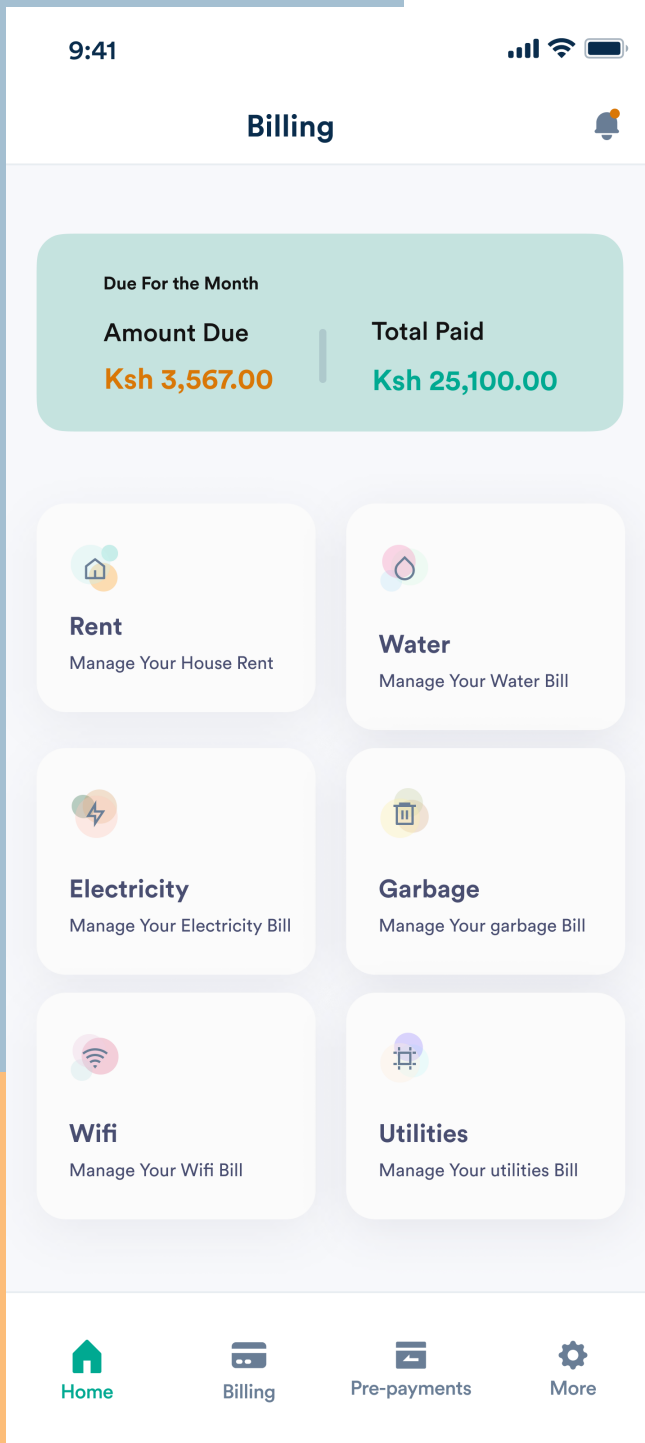 9:41
Billing
Due For the Month
Amount Due
Total Paid
Ksh 3,567.00
Ksh 25,100.00
Rent
Manage Your House Rent
Water
Manage Your Water Bill
Electricity
Manage Your Electricity Bill
Garbage
Manage Your garbage Bill
Wifi
Manage Your Wifi Bill
Utilities
Manage Your utilities Bill
Home
Billing
Pre-payments
More